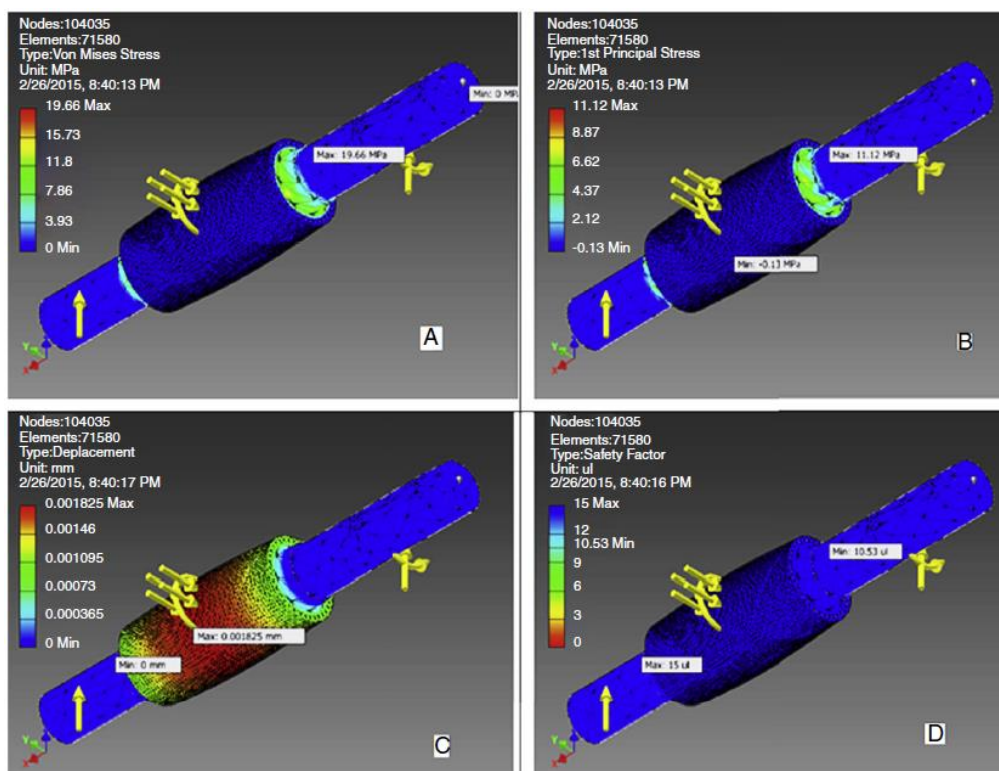 Nodes:104035
Elements:71580
Type:Von Mises Stress
Unit: MPa
2/26/2015, 8:40:13 PM
19.66 Max
15.73
11.8
7.86
3.93
0 Min
Min: 0 MPa
Max: 19.66 MPa
Y
X
A
Nodes:104035
Elements:71580
Type:1st Principal Stress
Unit: MPa
2/26/2015, 8:40:13 PM
11.12 Max
8.87
6.62
4.37
2.12
-0.13 Min
Max: 11.12 MPa
Min: -0.13 MPa
Y
X
B
Nodes:104035
Elements:71580
Type:Deplacement
Unit: mm
2/26/2015, 8:40:17 PM
0.001825 Max
0.00146
0.001095
0.00073
0.000365
0 Min
Max: 0.001825 mm
Min: 0 mm
Y
X
C
Nodes:104035
Elements:71580
Type:Safety Factor
Unit: ul
2/26/2015, 8:40:16 PM
15 Max
12
10.53 Min
9
6
3
0
Min: 10.53 ul
Max: 15 ul
Y
X
D